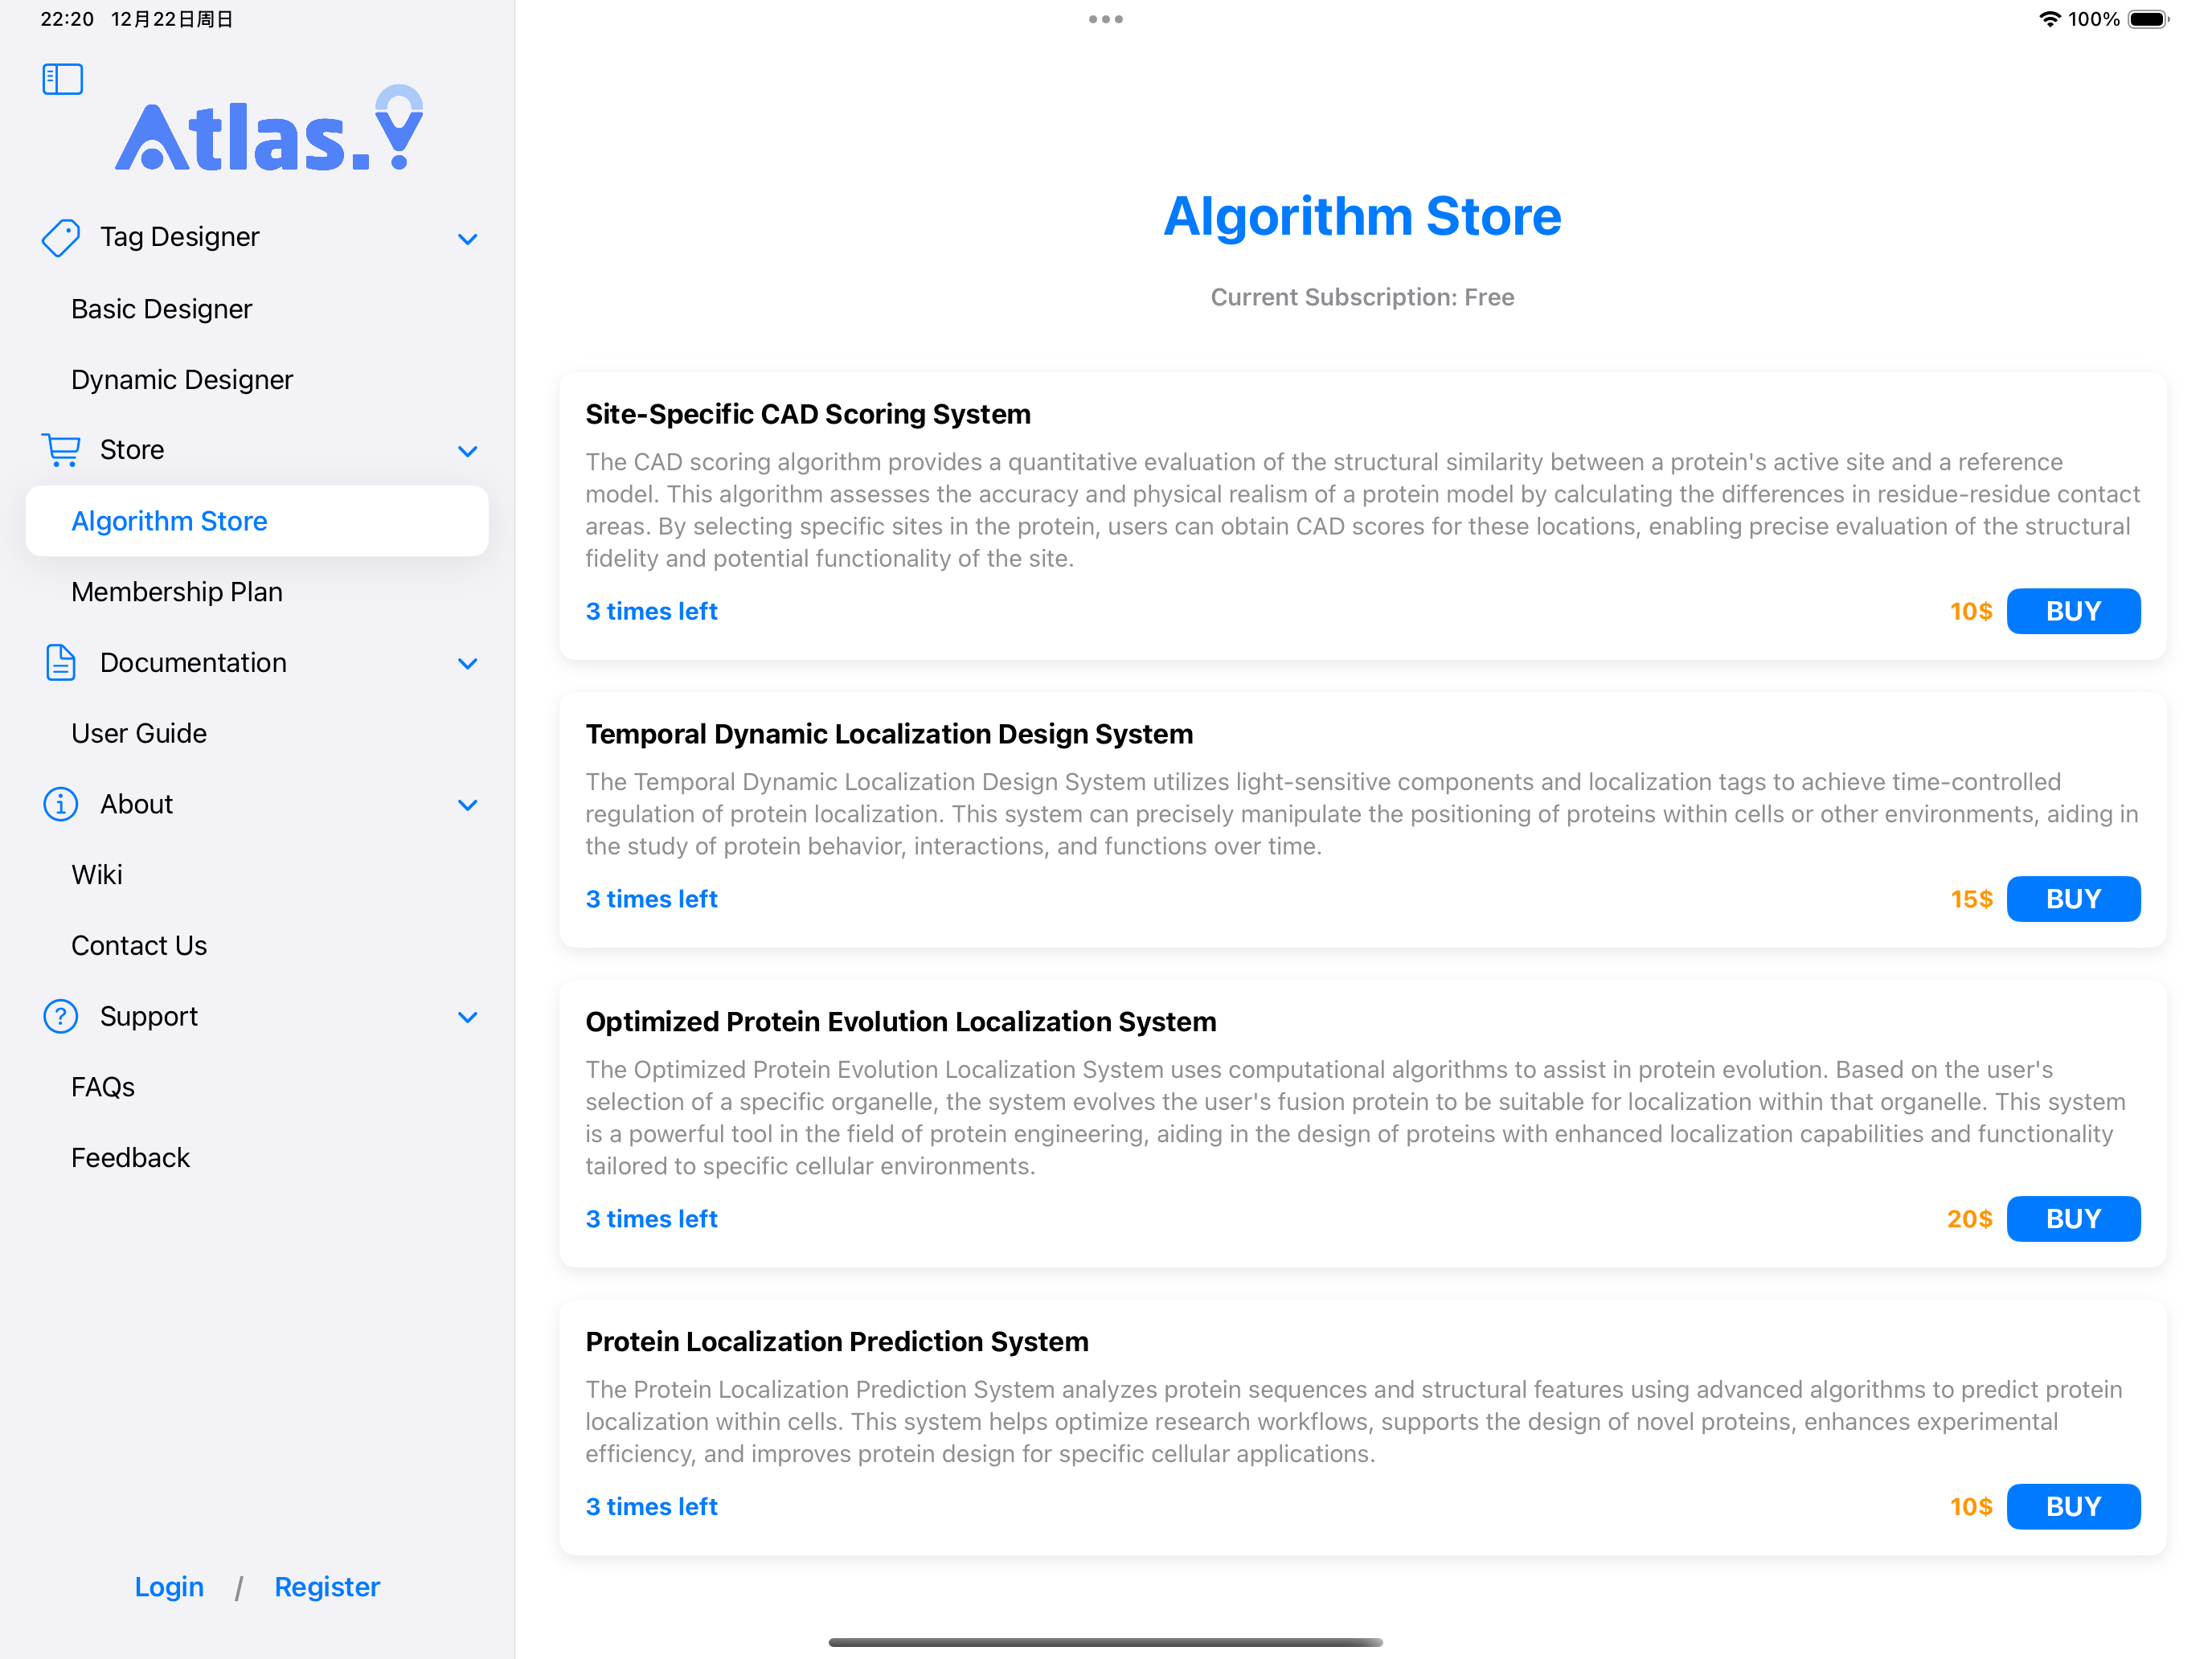 22:20 12月22日周日
100%
Atlas.
Tag Designer
Basic Designer
Dynamic Designer
Store
Algorithm Store
Membership Plan
Documentation
User Guide
About
Wiki
Contact Us
Support
FAQs
Feedback
Login / Register
Algorithm Store
Current Subscription: Free
Site-Specific CAD Scoring System
The CAD scoring algorithm provides a quantitative evaluation of the structural similarity between a protein's active site and a reference
model. This algorithm assesses the accuracy and physical realism of a protein model by calculating the differences in residue-residue contact
areas. By selecting specific sites in the protein, users can obtain CAD scores for these locations, enabling precise evaluation of the structural
fidelity and potential functionality of the site.
3 times left
10$ BUY
Temporal Dynamic Localization Design System
The Temporal Dynamic Localization Design System utilizes light-sensitive components and localization tags to achieve time-controlled
regulation of protein localization. This system can precisely manipulate the positioning of proteins within cells or other environments, aiding in
the study of protein behavior, interactions, and functions over time.
3 times left
15$ BUY
Optimized Protein Evolution Localization System
The Optimized Protein Evolution Localization System uses computational algorithms to assist in protein evolution. Based on the user's
selection of a specific organelle, the system evolves the user's fusion protein to be suitable for localization within that organelle. This system
is a powerful tool in the field of protein engineering, aiding in the design of proteins with enhanced localization capabilities and functionality
tailored to specific cellular environments.
3 times left
20$ BUY
Protein Localization Prediction System
The Protein Localization Prediction System analyzes protein sequences and structural features using advanced algorithms to predict protein
localization within cells. This system helps optimize research workflows, supports the design of novel proteins, enhances experimental
efficiency, and improves protein design for specific cellular applications.
3 times left
10$ BUY